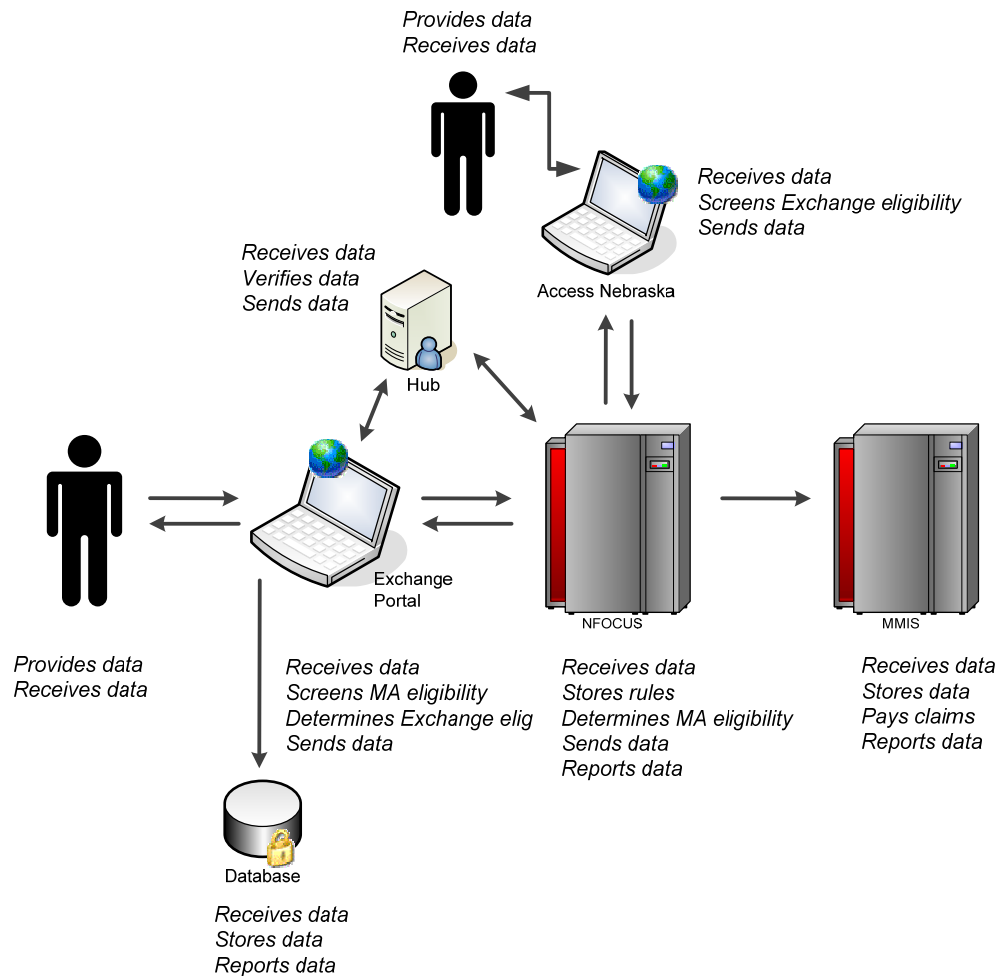 Provides data
Receives data
Receives data
Screens Exchange eligibility
Sends data
Access Nebraska
Receives data
Verifies data
Sends data
Hub
Exchange
Portal
NFOCUS
MMIS
Provides data
Receives data
Receives data
Screens MA eligibility
Determines Exchange elig
Sends data
Receives data
Stores rules
Determines MA eligibility
Sends data
Reports data
Receives data
Stores data
Pays claims
Reports data
Database
Receives data
Stores data
Reports data